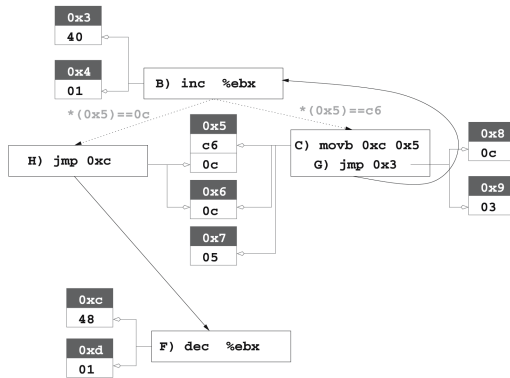 0x3
40
0x4
01
B) inc %ebx
*(0x5)==0c
*(0x5)==c6
0x5
c6
0c
C) movb 0xc 0x5
G) jmp 0x3
0x8
0c
H) jmp 0xc
0x6
0c
0x9
03
0x7
05
0xc
48
0xd
01
F) dec %ebx